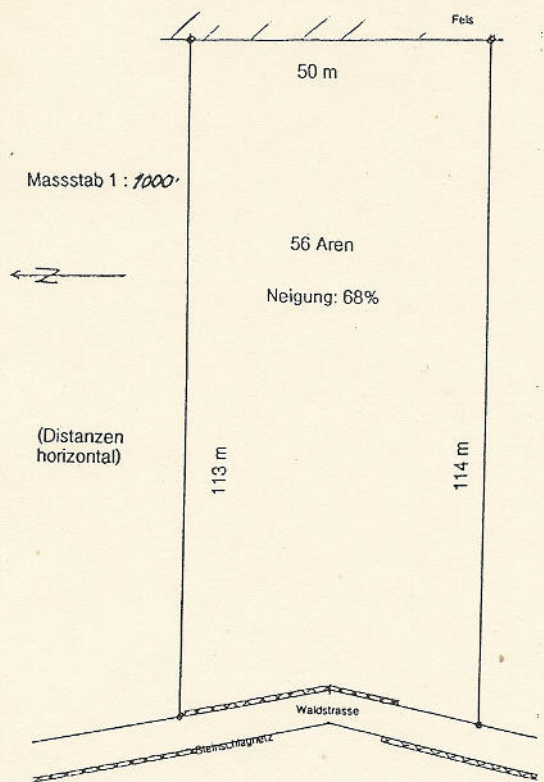 Fels
50 m
Massstab 1 : 1000
56 Aren
N
Neigung: 68%
(Distanzen
horizontal)
113 m
114 m
Waldstrasse
Steinschlagnetz